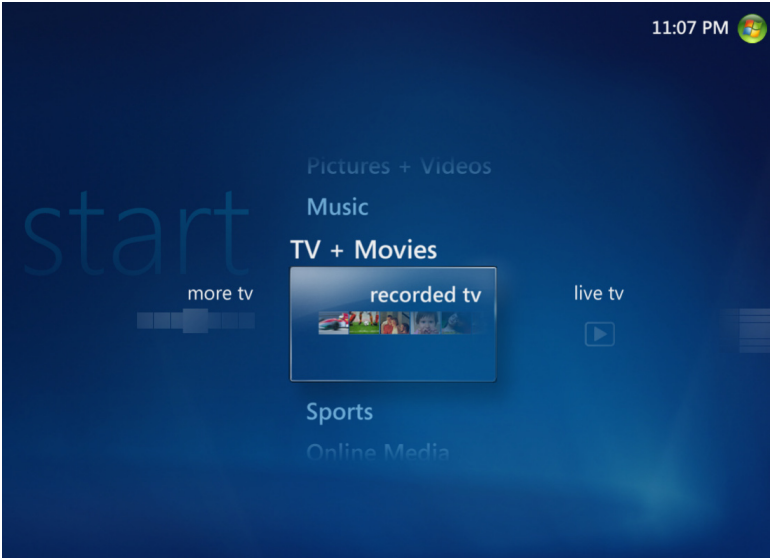 11:07 PM
Pictures + Videos
start
Music
TV + Movies
more tv
recorded tv
live tv
Sports
Online Media